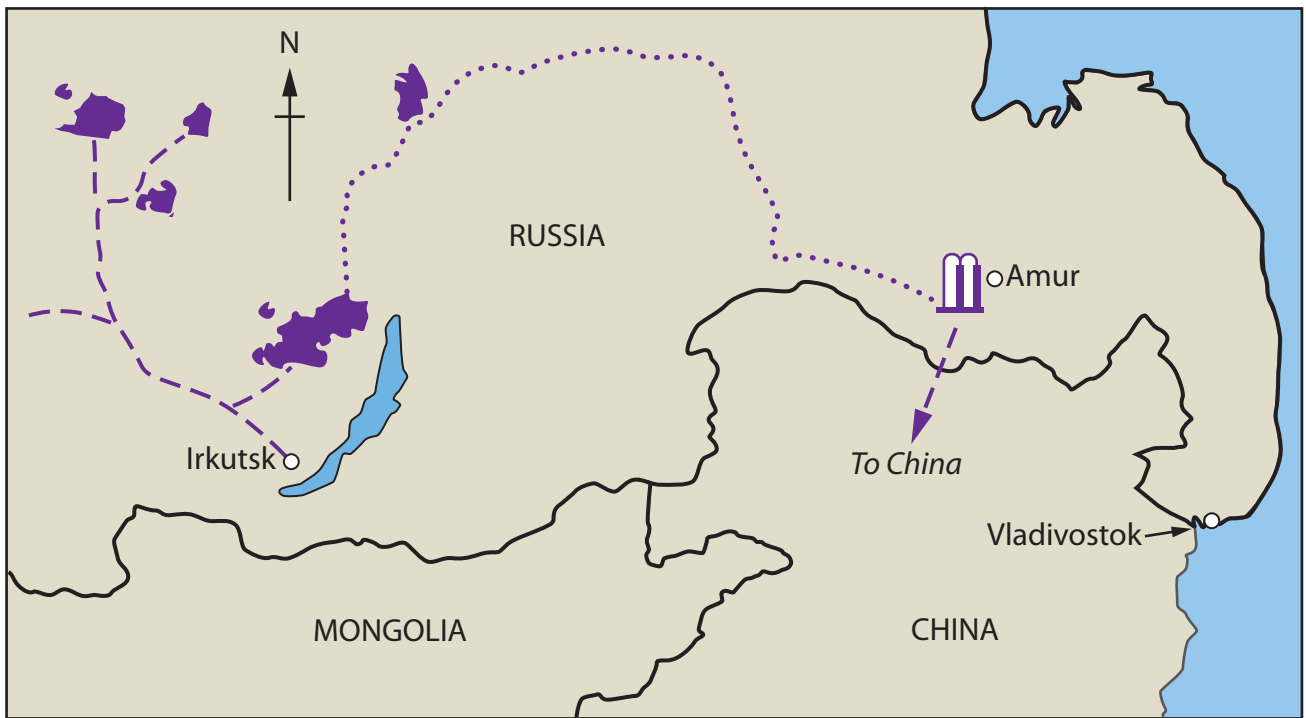 N
RUSSIA
Amur
Irkutsk
To China
Vladivostok
MONGOLIA
CHINA